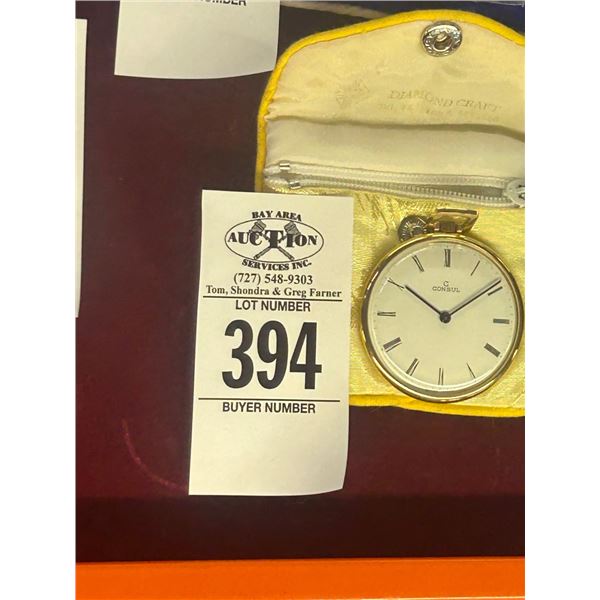 NUMBER
DIAMOND CRAFT
BAY AREA
AUCTION
SERVICES INC.
(727) 548-9303
Tom, Shondra & Greg Farner
LOT NUMBER
394
BUYER NUMBER
C
CONSUL